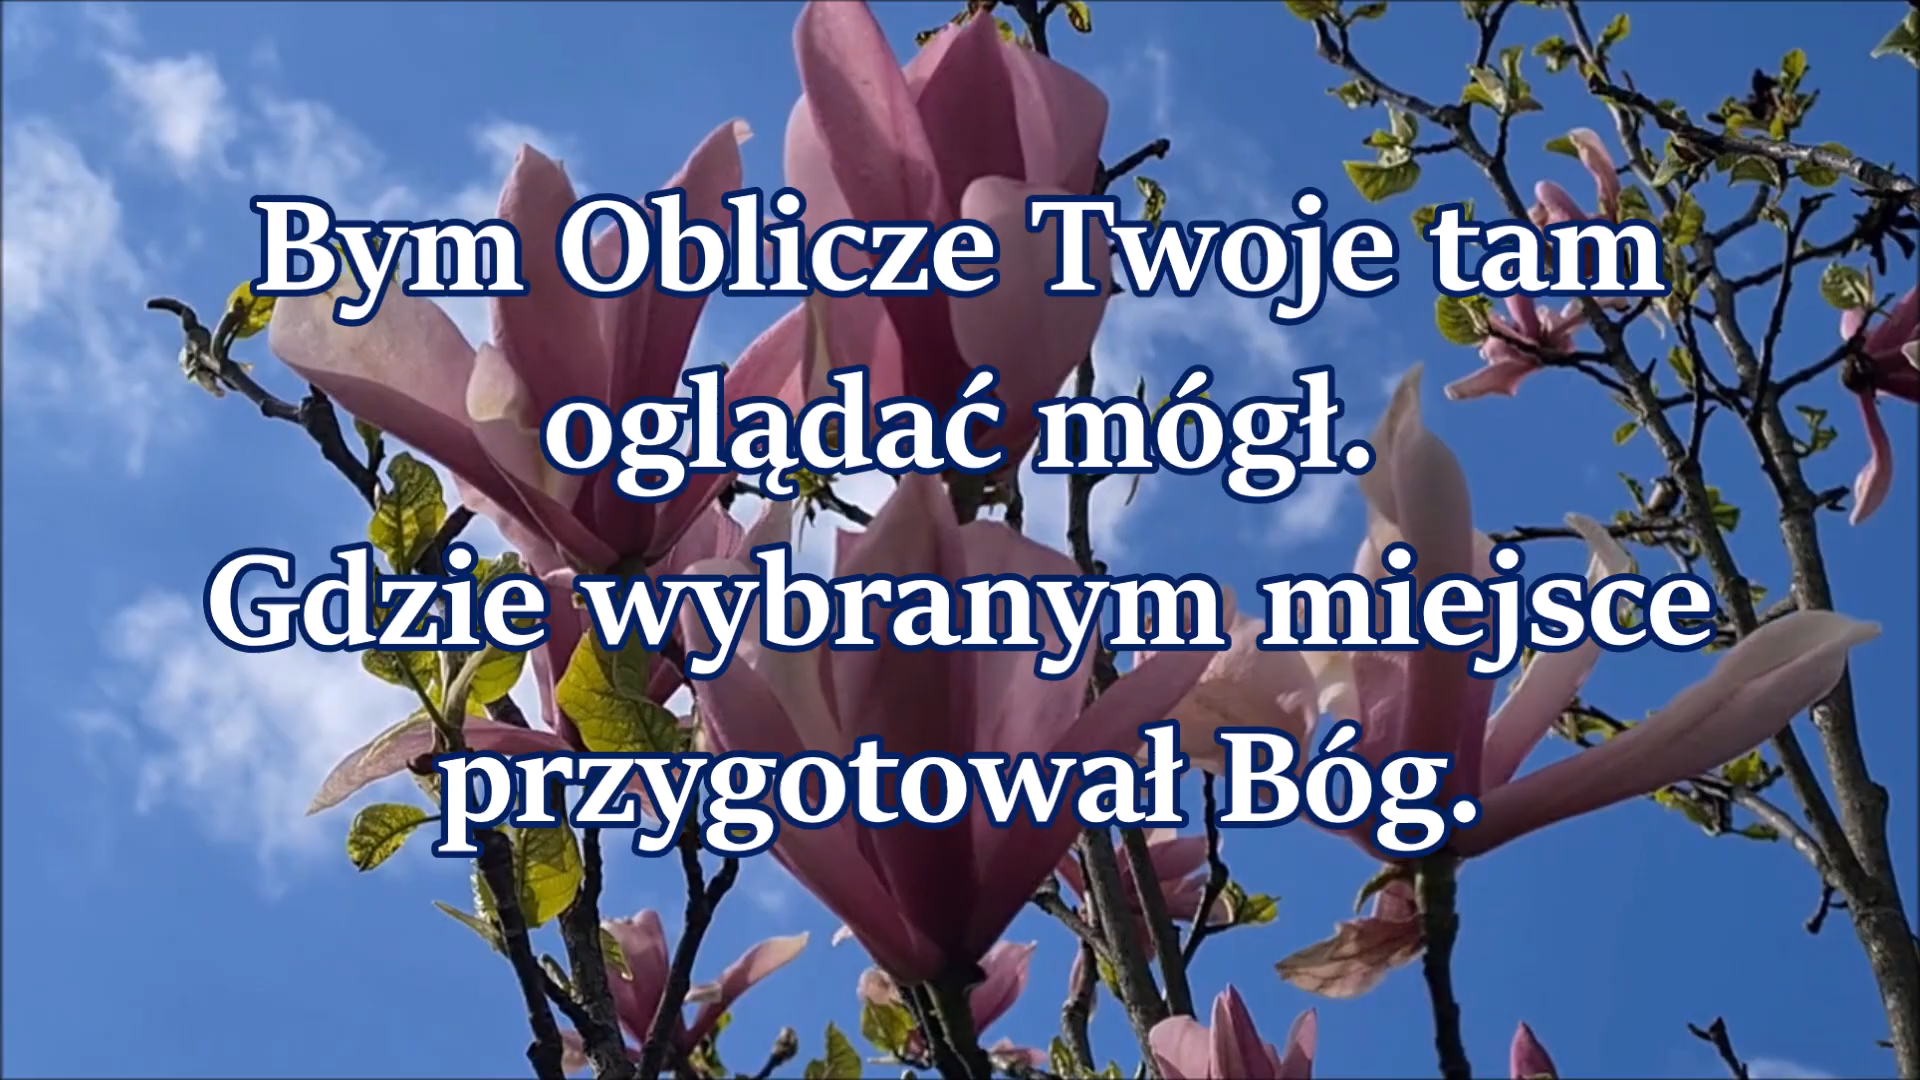 Bym Oblicze Twoje tam
oglądać mógł.
Gdzie wybranym miejsce
przygotował Bóg.